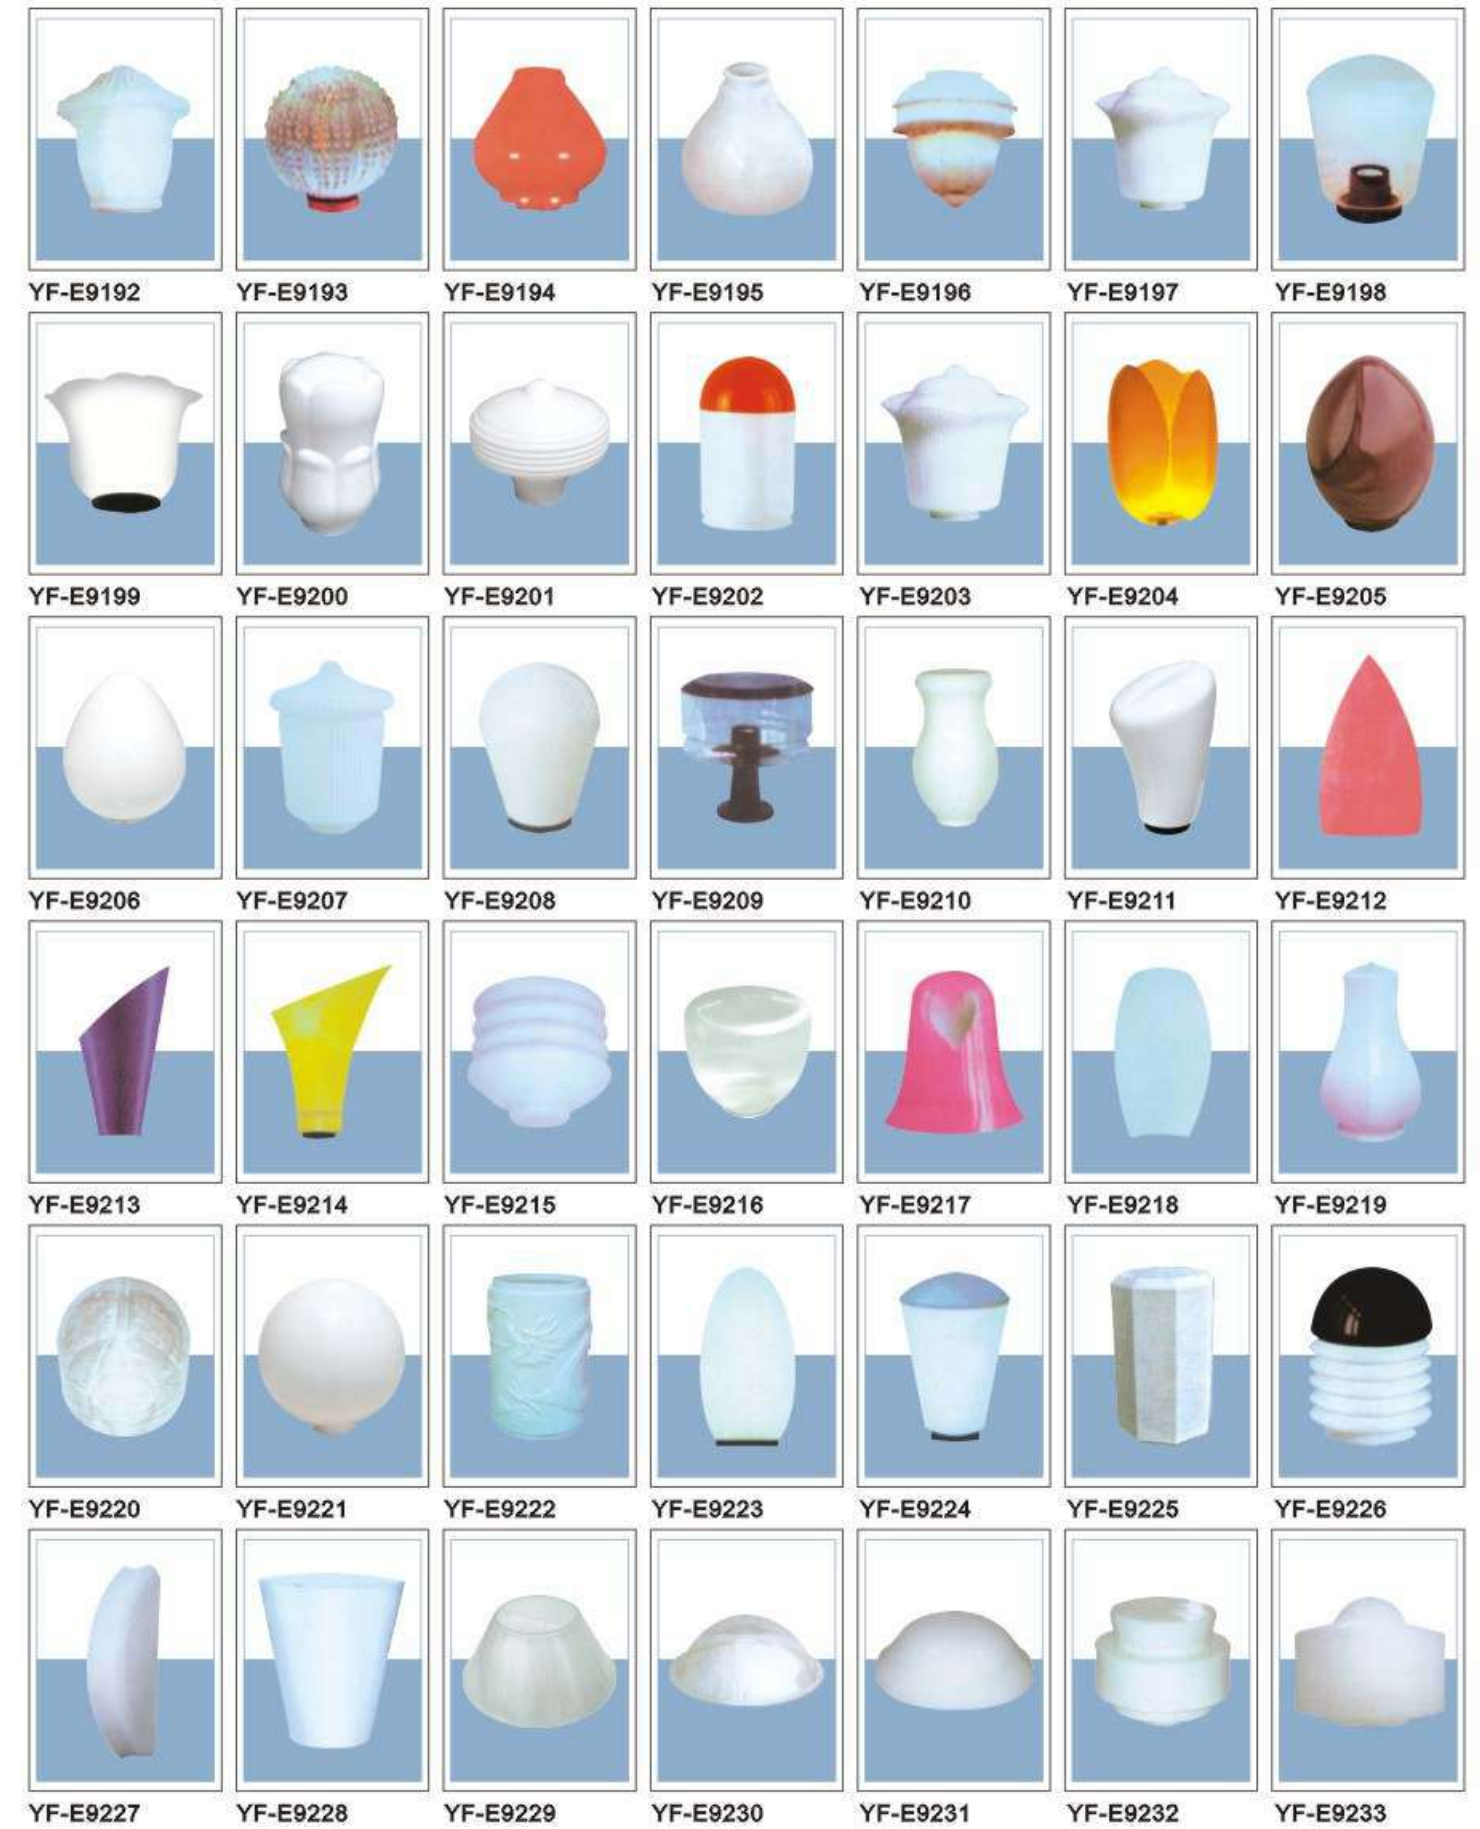 YF-E9192 YF-E9193 YF-E9194 YF-E9195 YF-E9196 YF-E9197 YF-E9198
YF-E9199 YF-E9200 YF-E9201 YF-E9202 YF-E9203 YF-E9204 YF-E9205
YF-E9206 YF-E9207 YF-E9208 YF-E9209 YF-E9210 YF-E9211 YF-E9212
YF-E9213 YF-E9214 YF-E9215 YF-E9216 YF-E9217 YF-E9218 YF-E9219
YF-E9220 YF-E9221 YF-E9222 YF-E9223 YF-E9224 YF-E9225 YF-E9226
YF-E9227 YF-E9228 YF-E9229 YF-E9230 YF-E9231 YF-E9232 YF-E9233